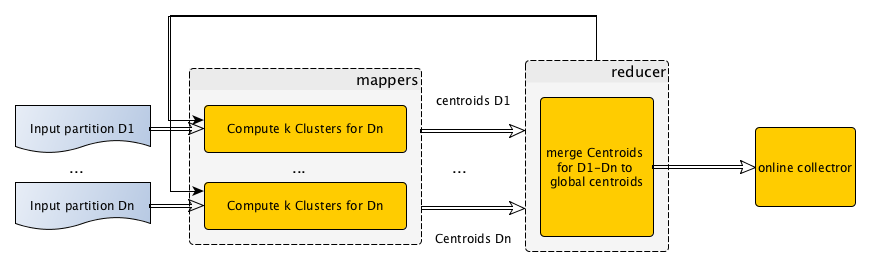 reducer
mappers
centroids D1
Input partition D1
Compute k Clusters for Dn
merge Centroids
for D1-Dn to
global centroids
online collectror
...
...
...
Input partition Dn
Compute k Clusters for Dn
Centroids Dn